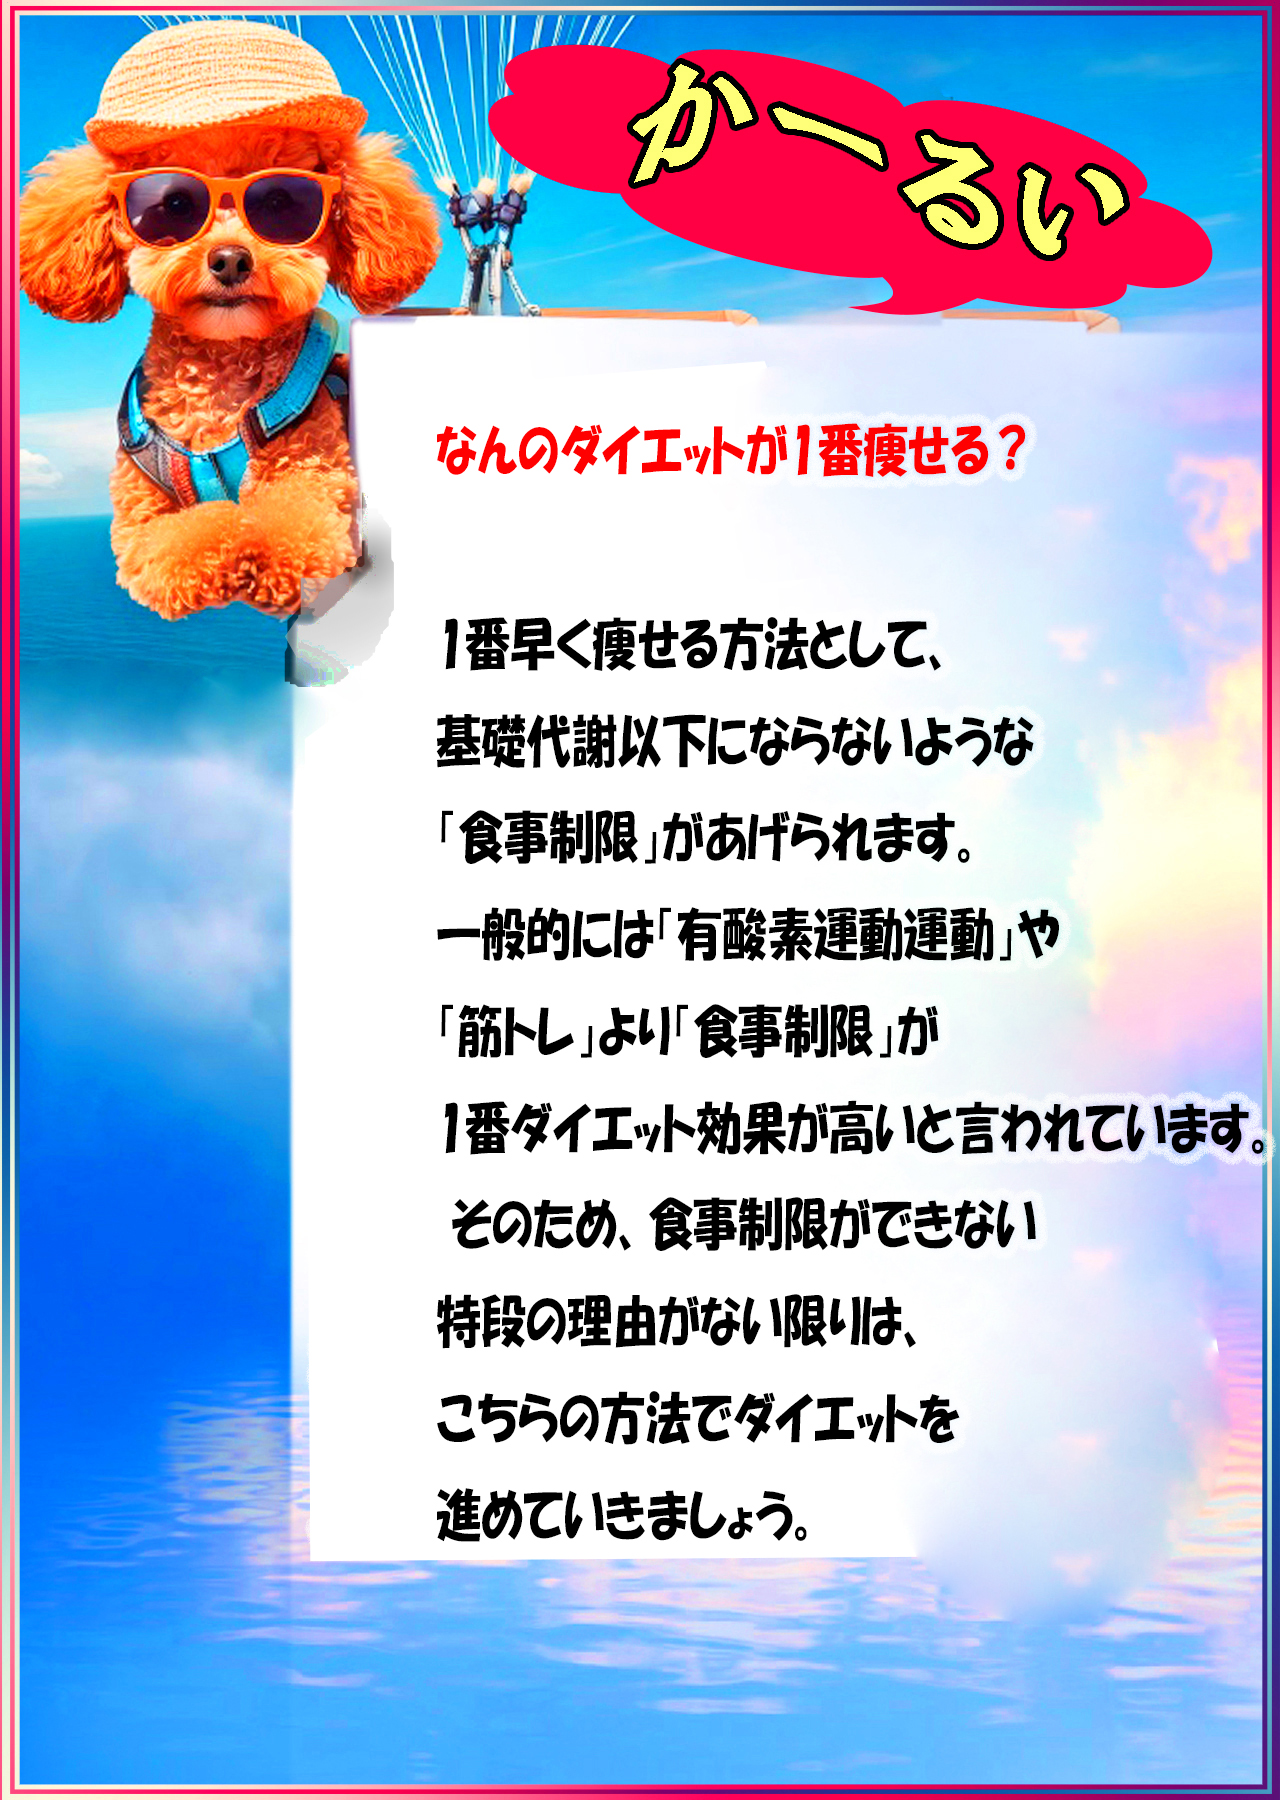 かーるい
なんのダイエットが1番痩せる？
1番早く痩せる方法として、
基礎代謝以下にならないような
「食事制限」があげられます。
一般的には「有酸素運動運動」や
「筋トレ」より「食事制限」が
1番ダイエット効果が高いと言われています。
そのため、食事制限ができない
特段の理由がない限りは、
こちらの方法でダイエットを
進めていきましょう。